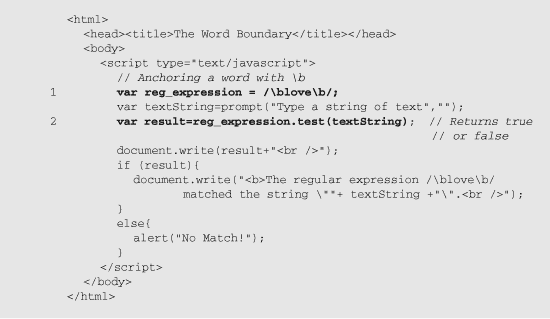 <html>
<head><title>The Word Boundary</title></head>
<body>
<script type="text/javascript">
// Anchoring a word with \b
1 var reg_expression = /\blove\b/;
var textString=prompt("Type a string of text","");
2 var result=reg_expression.test(textString); // Returns true
// or false
document.write(result+"<br />");
if (result){
document.write("<b>The regular expression /\blove\b/
matched the string \""+ textString +"\".<br />");
}
else{
alert("No Match!");
}
</script>
</body>
</html>